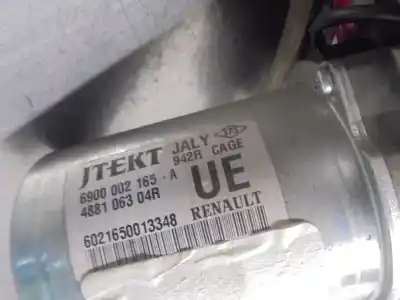 JTEKT JALY
942R CAGE
6900 002 165 - A
4881 063 04R
UE
6021650013348 RENAULT